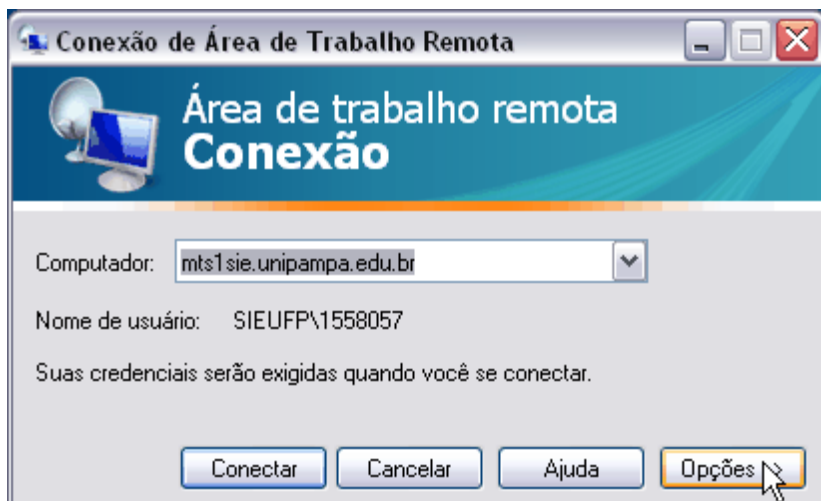 Conexão de Área de Trabalho Remota
Área de trabalho remota
Conexão
Computador: mts1sie.unipampa.edu.br
Nome de usuário: SIEUFP\1558057
Suas credenciais serão exigidas quando você se conectar.
Conectar Cancelar Ajuda Opções >>